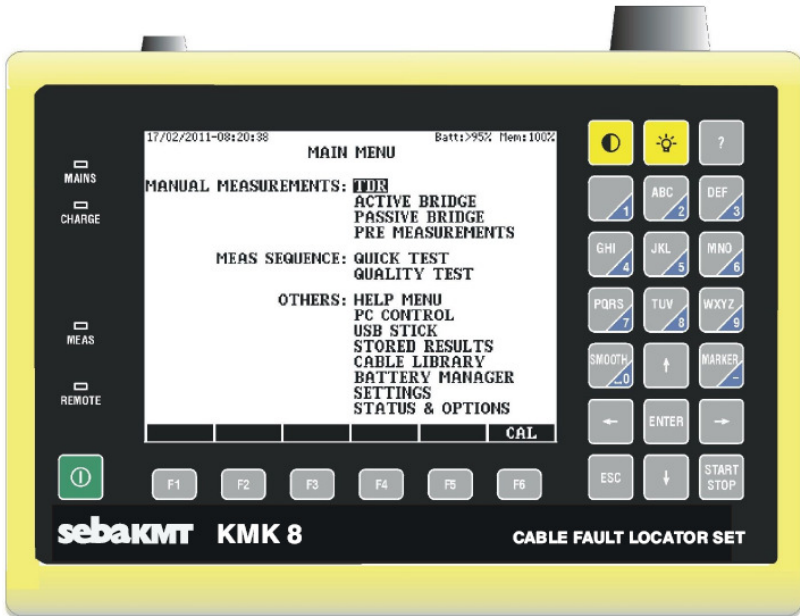 17/02/2011-08:20:38 Batt:>95% Mem:100%
MAIN MENU
MANUAL MEASUREMENTS: TDR
ACTIVE BRIDGE
PASSIVE BRIDGE
PRE MEASUREMENTS
MEAS SEQUENCE: QUICK TEST
QUALITY TEST
OTHERS: HELP MENU
PC CONTROL
USB STICK
STORED RESULTS
CABLE LIBRARY
BATTERY MANAGER
SETTINGS
STATUS & OPTIONS
CAL
MAINS
CHARGE
MEAS
REMOTE
?
1
ABC 2
DEF 3
GHI 4
JKL 5
MNO 6
PQRS 7
TUV 8
WXYZ 9
SMOOTH ⎵0
↑
MARKER –
←
ENTER
→
ESC
↓
START STOP
F1 F2 F3 F4 F5 F6
sebaKMT KMK 8 CABLE FAULT LOCATOR SET